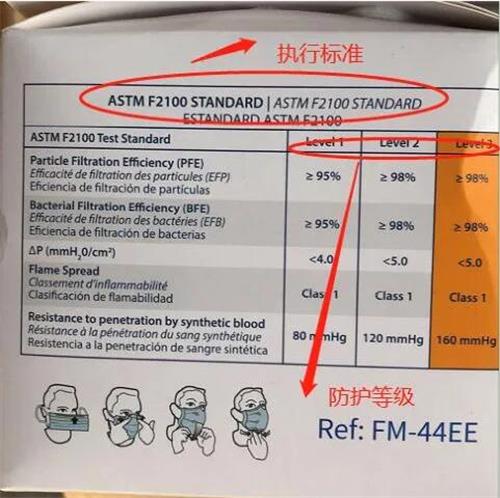 执行标准
ASTM F2100 STANDARD | ASTM F2100 STANDARD
ESTANDARD ASTM F2100
ASTM F2100 Test Standard Level 1 Level 2 Level 3
Particle Filtration Efficiency (PFE)
Efficacité de filtration des particules (EFP) ≥ 95% ≥ 98% ≥ 98%
Eficiencia de filtración de partículas
Bacterial Filtration Efficiency (BFE)
Efficacité de filtration des bactéries (EFB) ≥ 95% ≥ 98% ≥ 98%
Eficiencia de filtración de bacterias
ΔP (mmH₂0/cm²) <4.0 <5.0 <5.0
Flame Spread
Classement d'inflammabilité Class 1 Class 1 Class 1
Clasificación de flamabilidad
Resistance to penetration by synthetic blood
Résistance à la pénétration du sang synthétique 80 mmHg 120 mmHg 160 mmHg
Resistencia a la penetración de sangre sintética
防护等级
Ref: FM-44EE